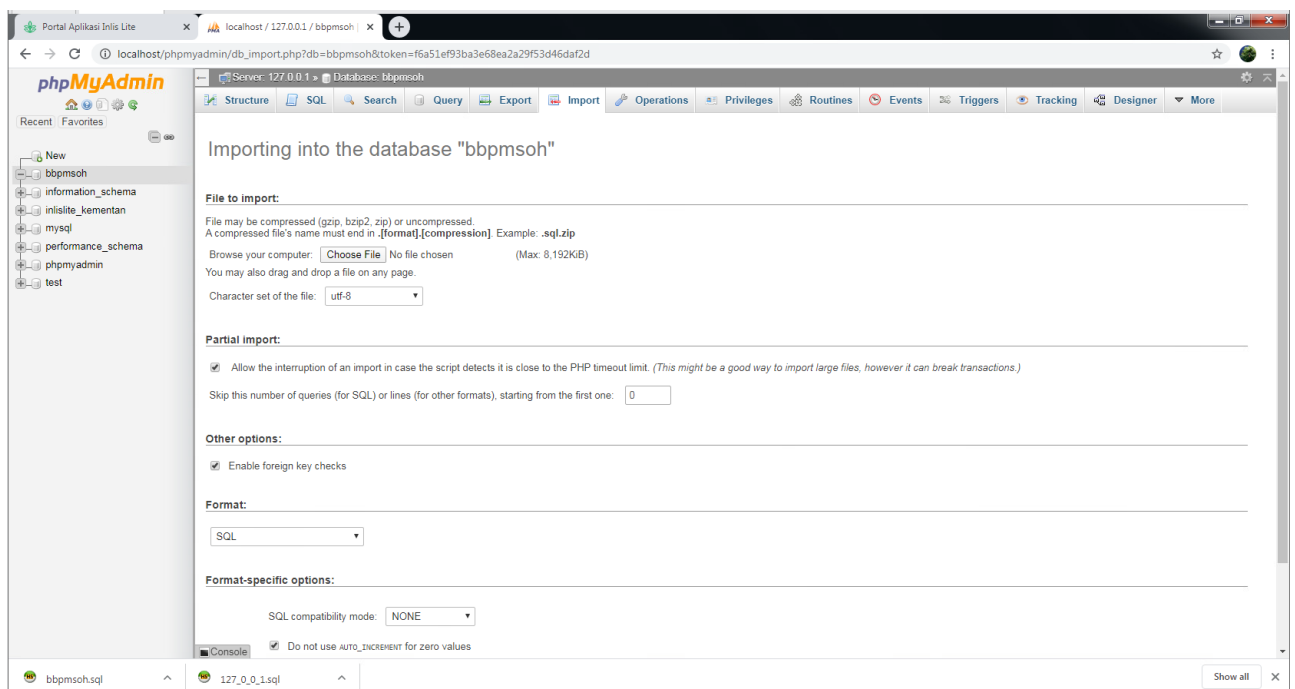 Portal Aplikasi Inlis Lite
localhost / 127.0.0.1 / bbpmsoh
localhost/phpmyadmin/db_import.php?db=bbpmsoh&token=f6a51ef93ba3e68ea2a29f53d46daf2d
phpMyAdmin
Recent Favorites
New
bbpmsoh
information_schema
inlislite_kementan
mysql
performance_schema
phpmyadmin
test
Server: 127.0.0.1 » Database: bbpmsoh
Structure SQL Search Query Export Import Operations Privileges Routines Events Triggers Tracking Designer More
Importing into the database "bbpmsoh"
File to import:
File may be compressed (gzip, bzip2, zip) or uncompressed.
A compressed file's name must end in .[format].[compression]. Example: .sql.zip
Browse your computer: Choose File No file chosen (Max: 8,192KiB)
You may also drag and drop a file on any page.
Character set of the file: utf-8
Partial import:
Allow the interruption of an import in case the script detects it is close to the PHP timeout limit. (This might be a good way to import large files, however it can break transactions.)
Skip this number of queries (for SQL) or lines (for other formats), starting from the first one: 0
Other options:
Enable foreign key checks
Format:
SQL
Format-specific options:
SQL compatibility mode: NONE
Do not use AUTO_INCREMENT for zero values
Console
bbpmsoh.sql 127_0_0_1.sql Show all